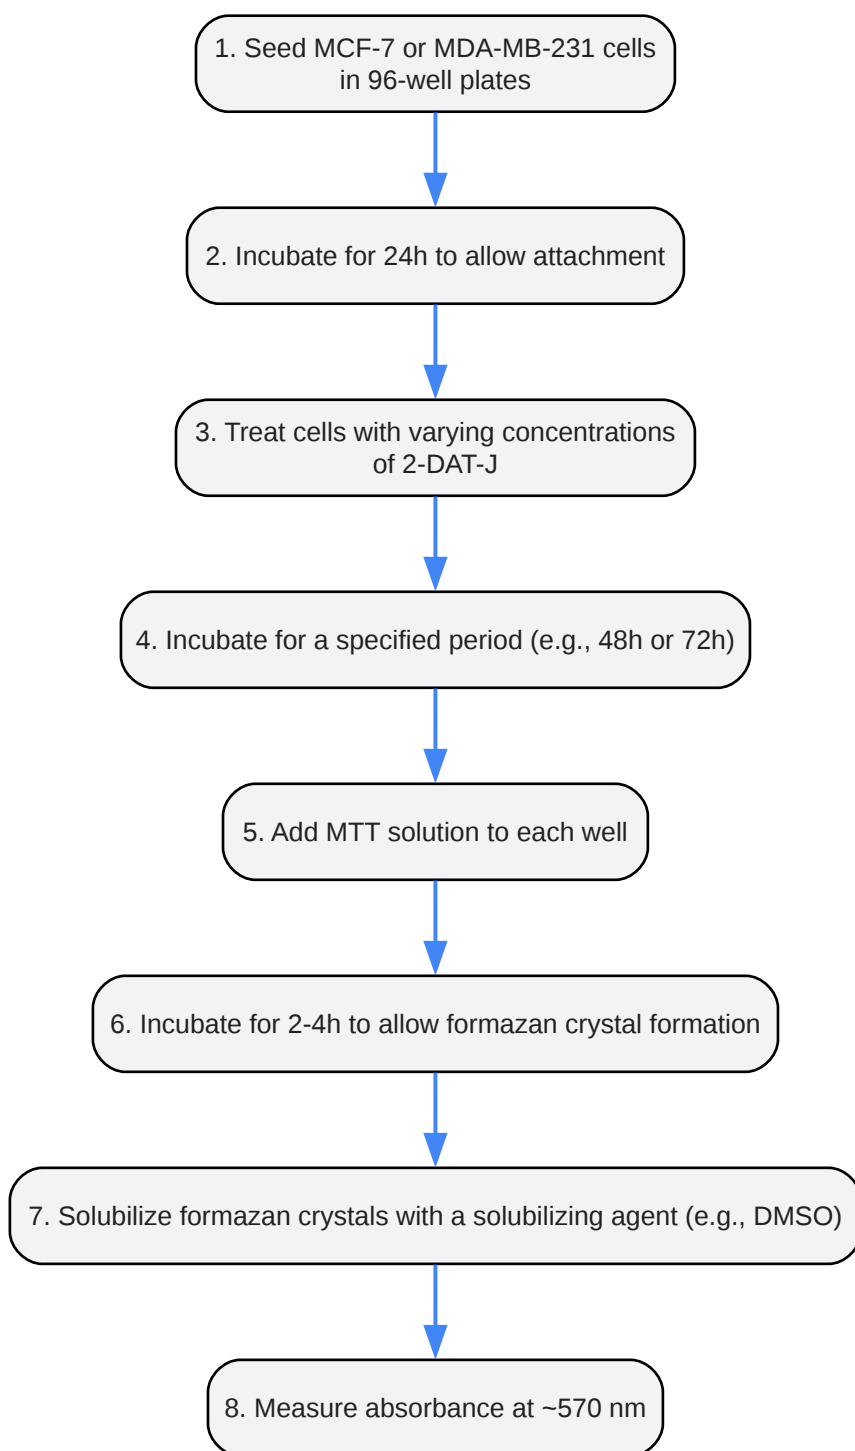 1. Seed MCF-7 or MDA-MB-231 cells
in 96-well plates
2. Incubate for 24h to allow attachment
3. Treat cells with varying concentrations
of 2-DAT-J
4. Incubate for a specified period (e.g., 48h or 72h)
5. Add MTT solution to each well
6. Incubate for 2-4h to allow formazan crystal formation
7. Solubilize formazan crystals with a solubilizing agent (e.g., DMSO)
8. Measure absorbance at ~570 nm